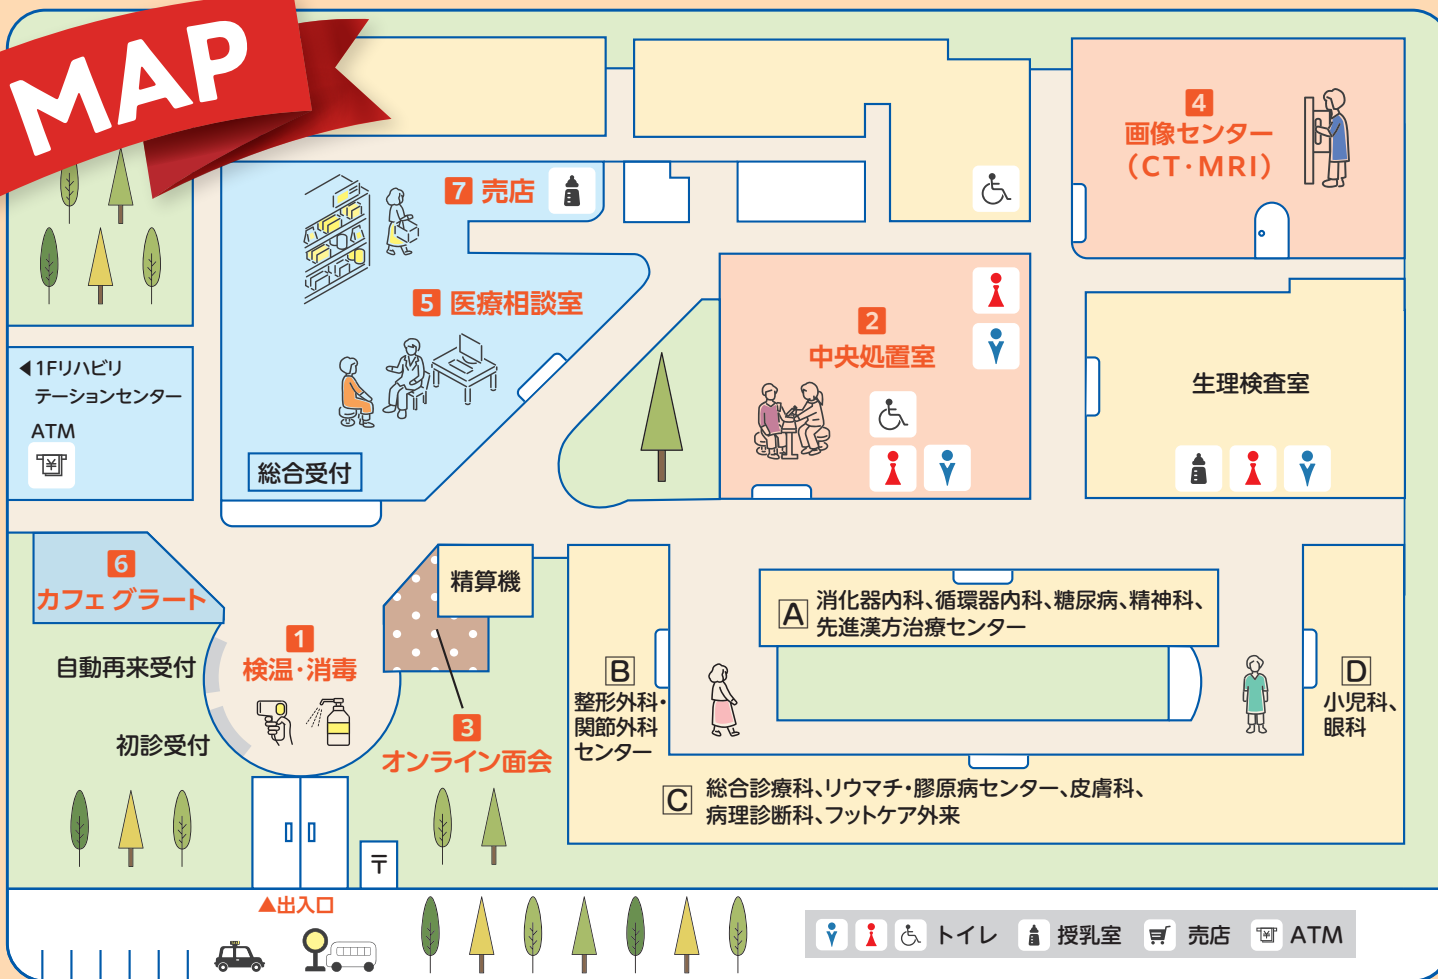 MAP
4
画像センター
（CT・MRI）
7 売店
5 医療相談室
2
中央処置室
◀1Fリハビリ
テーションセンター
ATM
¥
生理検査室
総合受付
6
カフェ グラート
精算機
A 消化器内科、循環器内科、糖尿病、精神科、
先進漢方治療センター
1
検温・消毒
自動再来受付
初診受付
3
オンライン面会
B
整形外科・
関節外科
センター
D
小児科、
眼科
C 総合診療科、リウマチ・膠原病センター、皮膚科、
病理診断科、フットケア外来
〒
▲出入口
トイレ 授乳室 売店 ¥ ATM